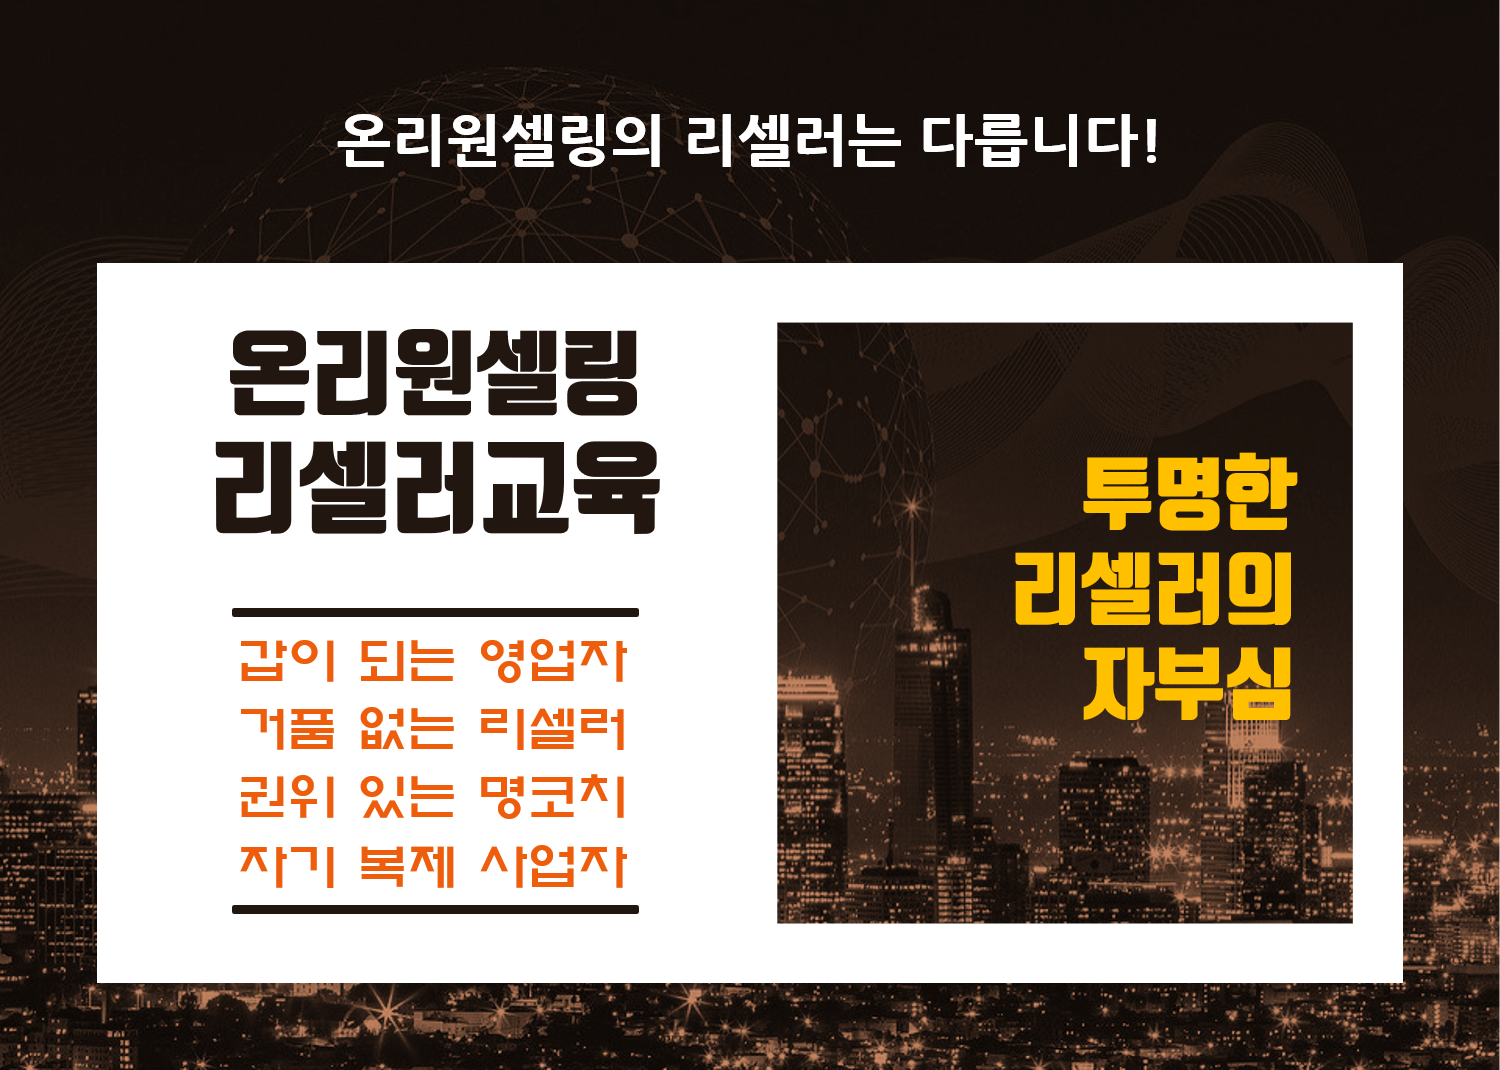 온리원셀링의 리셀러는 다릅니다!
온리원셀링
리셀러교육
갑이 되는 영업자
거품 없는 리셀러
권위 있는 명코치
자기 복제 사업자
투명한
리셀러의
자부심